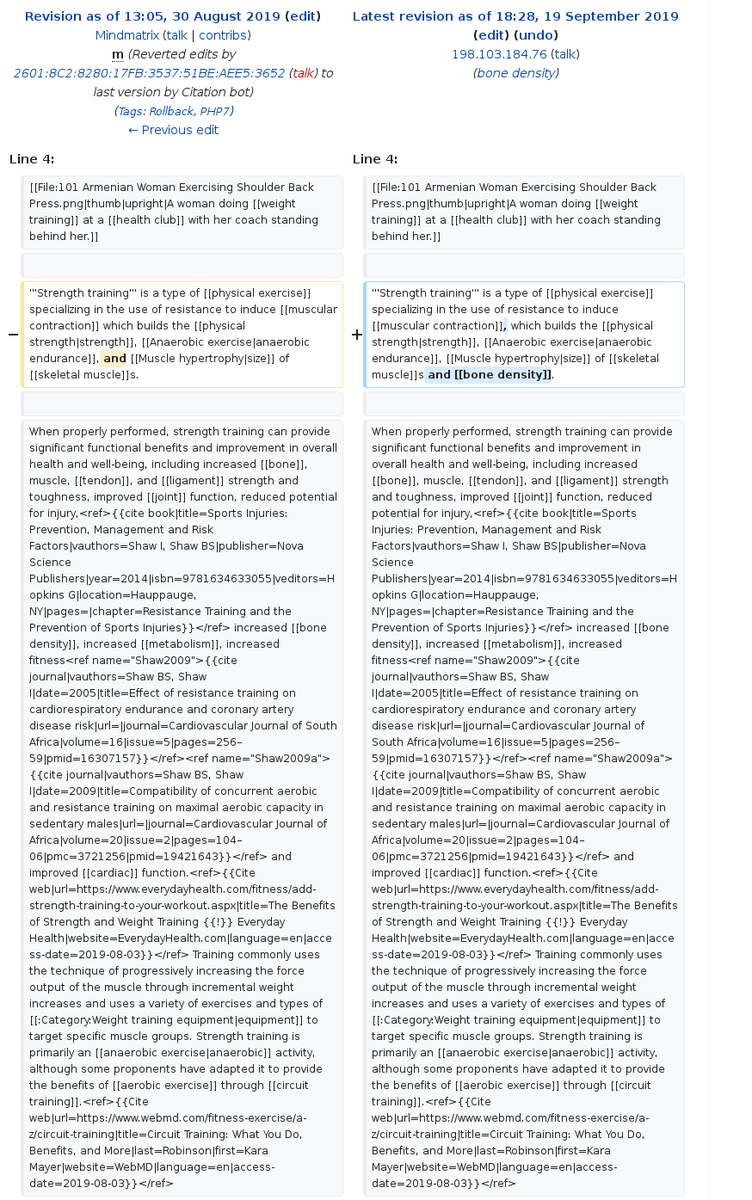 Revision as of 13:05, 30 August 2019 (edit)
Mindmatrix (talk | contribs)
m (Reverted edits by
2601:8C2:8280:17FB:3537:51BE:AEE5:3652 (talk) to
last version by Citation bot)
(Tags: Rollback, PHP7)
← Previous edit
Latest revision as of 18:28, 19 September 2019
(edit) (undo)
198.103.184.76 (talk)
(bone density)
Line 4:
[[File:101 Armenian Woman Exercising Shoulder Back
Press.png|thumb|upright|A woman doing [[weight
training]] at a [[health club]] with her coach standing
behind her.]]
− '''Strength training''' is a type of [[physical exercise]]
specializing in the use of resistance to induce [[muscular
contraction]] which builds the [[physical
strength|strength]], [[Anaerobic exercise|anaerobic
endurance]], and [[Muscle hypertrophy|size]] of
[[skeletal muscle]]s.
When properly performed, strength training can provide
significant functional benefits and improvement in overall
health and well-being, including increased [[bone]],
muscle, [[tendon]], and [[ligament]] strength and
toughness, improved [[joint]] function, reduced potential
for injury,<ref>{{cite book|title=Sports Injuries:
Prevention, Management and Risk
Factors|vauthors=Shaw I, Shaw BS|publisher=Nova
Science
Publishers|year=2014|isbn=9781634633055|veditors=H
opkins G|location=Hauppauge,
NY|pages=|chapter=Resistance Training and the
Prevention of Sports Injuries}}</ref> increased [[bone
density]], increased [[metabolism]], increased
fitness<ref name="Shaw2009">{{cite
journal|vauthors=Shaw BS, Shaw
I|date=2005|title=Effect of resistance training on
cardiorespiratory endurance and coronary artery
disease risk|url=|journal=Cardiovascular Journal of South
Africa|volume=16|issue=5|pages=256–
59|pmid=16307157}}</ref><ref name="Shaw2009a">
{{cite journal|vauthors=Shaw BS, Shaw
I|date=2009|title=Compatibility of concurrent aerobic
and resistance training on maximal aerobic capacity in
sedentary males|url=|journal=Cardiovascular Journal of
Africa|volume=20|issue=2|pages=104–
06|pmc=3721256|pmid=19421643}}</ref> and
improved [[cardiac]] function.<ref>{{Cite
web|url=https://www.everydayhealth.com/fitness/add-
strength-training-to-your-workout.aspx|title=The Benefits
of Strength and Weight Training {{!}} Everyday
Health|website=EverydayHealth.com|language=en|acce
ss-date=2019-08-03}}</ref> Training commonly uses
the technique of progressively increasing the force
output of the muscle through incremental weight
increases and uses a variety of exercises and types of
[[:Category:Weight training equipment|equipment]] to
target specific muscle groups. Strength training is
primarily an [[anaerobic exercise|anaerobic]] activity,
although some proponents have adapted it to provide
the benefits of [[aerobic exercise]] through [[circuit
training]].<ref>{{Cite
web|url=https://www.webmd.com/fitness-exercise/a-
z/circuit-training|title=Circuit Training: What You Do,
Benefits, and More|last=Robinson|first=Kara
Mayer|website=WebMD|language=en|access-
date=2019-08-03}}</ref>
Line 4:
[[File:101 Armenian Woman Exercising Shoulder Back
Press.png|thumb|upright|A woman doing [[weight
training]] at a [[health club]] with her coach standing
behind her.]]
+ '''Strength training''' is a type of [[physical exercise]]
specializing in the use of resistance to induce
[[muscular contraction]], which builds the [[physical
strength|strength]], [[Anaerobic exercise|anaerobic
endurance]], [[Muscle hypertrophy|size]] of [[skeletal
muscle]]s and [[bone density]].
When properly performed, strength training can provide
significant functional benefits and improvement in
overall health and well-being, including increased
[[bone]], muscle, [[tendon]], and [[ligament]] strength
and toughness, improved [[joint]] function, reduced
potential for injury,<ref>{{cite book|title=Sports
Injuries: Prevention, Management and Risk
Factors|vauthors=Shaw I, Shaw BS|publisher=Nova
Science
Publishers|year=2014|isbn=9781634633055|veditors=H
opkins G|location=Hauppauge,
NY|pages=|chapter=Resistance Training and the
Prevention of Sports Injuries}}</ref> increased [[bone
density]], increased [[metabolism]], increased
fitness<ref name="Shaw2009">{{cite
journal|vauthors=Shaw BS, Shaw
I|date=2005|title=Effect of resistance training on
cardiorespiratory endurance and coronary artery
disease risk|url=|journal=Cardiovascular Journal of
South Africa|volume=16|issue=5|pages=256–
59|pmid=16307157}}</ref><ref name="Shaw2009a">
{{cite journal|vauthors=Shaw BS, Shaw
I|date=2009|title=Compatibility of concurrent aerobic
and resistance training on maximal aerobic capacity in
sedentary males|url=|journal=Cardiovascular Journal of
Africa|volume=20|issue=2|pages=104–
06|pmc=3721256|pmid=19421643}}</ref> and
improved [[cardiac]] function.<ref>{{Cite
web|url=https://www.everydayhealth.com/fitness/add-
strength-training-to-your-workout.aspx|title=The Benefits
of Strength and Weight Training {{!}} Everyday
Health|website=EverydayHealth.com|language=en|acce
ss-date=2019-08-03}}</ref> Training commonly uses
the technique of progressively increasing the force
output of the muscle through incremental weight
increases and uses a variety of exercises and types of
[[:Category:Weight training equipment|equipment]] to
target specific muscle groups. Strength training is
primarily an [[anaerobic exercise|anaerobic]] activity,
although some proponents have adapted it to provide
the benefits of [[aerobic exercise]] through [[circuit
training]].<ref>{{Cite
web|url=https://www.webmd.com/fitness-exercise/a-
z/circuit-training|title=Circuit Training: What You Do,
Benefits, and More|last=Robinson|first=Kara
Mayer|website=WebMD|language=en|access-
date=2019-08-03}}</ref>